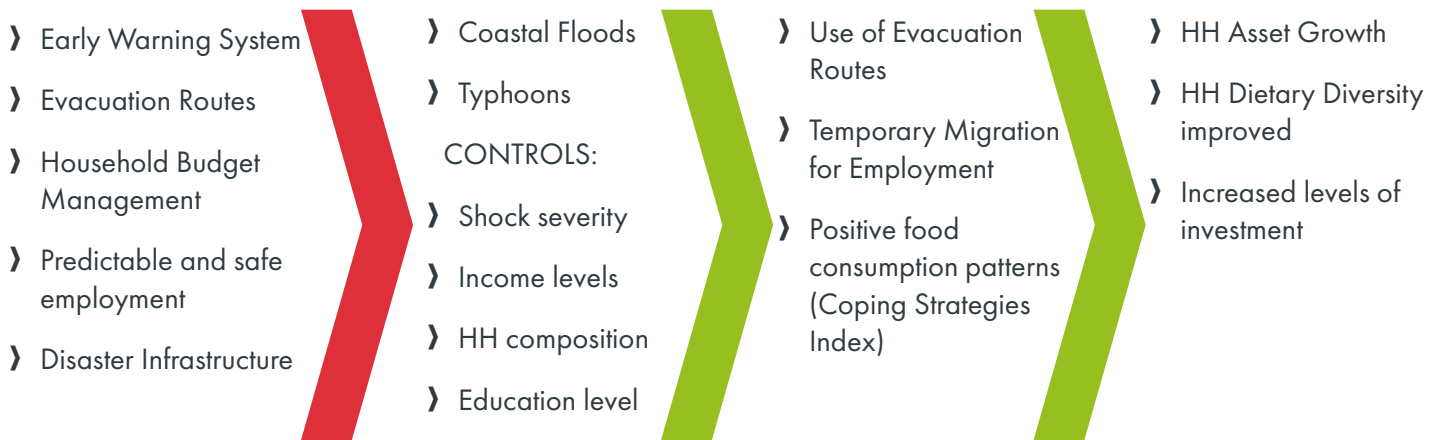 ❱ Early Warning System
❱ Evacuation Routes
❱ Household Budget
Management
❱ Predictable and safe
employment
❱ Disaster Infrastructure
❱ Coastal Floods
❱ Typhoons
CONTROLS:
❱ Shock severity
❱ Income levels
❱ HH composition
❱ Education level
❱ Use of Evacuation
Routes
❱ Temporary Migration
for Employment
❱ Positive food
consumption patterns
(Coping Strategies
Index)
❱ HH Asset Growth
❱ HH Dietary Diversity
improved
❱ Increased levels of
investment